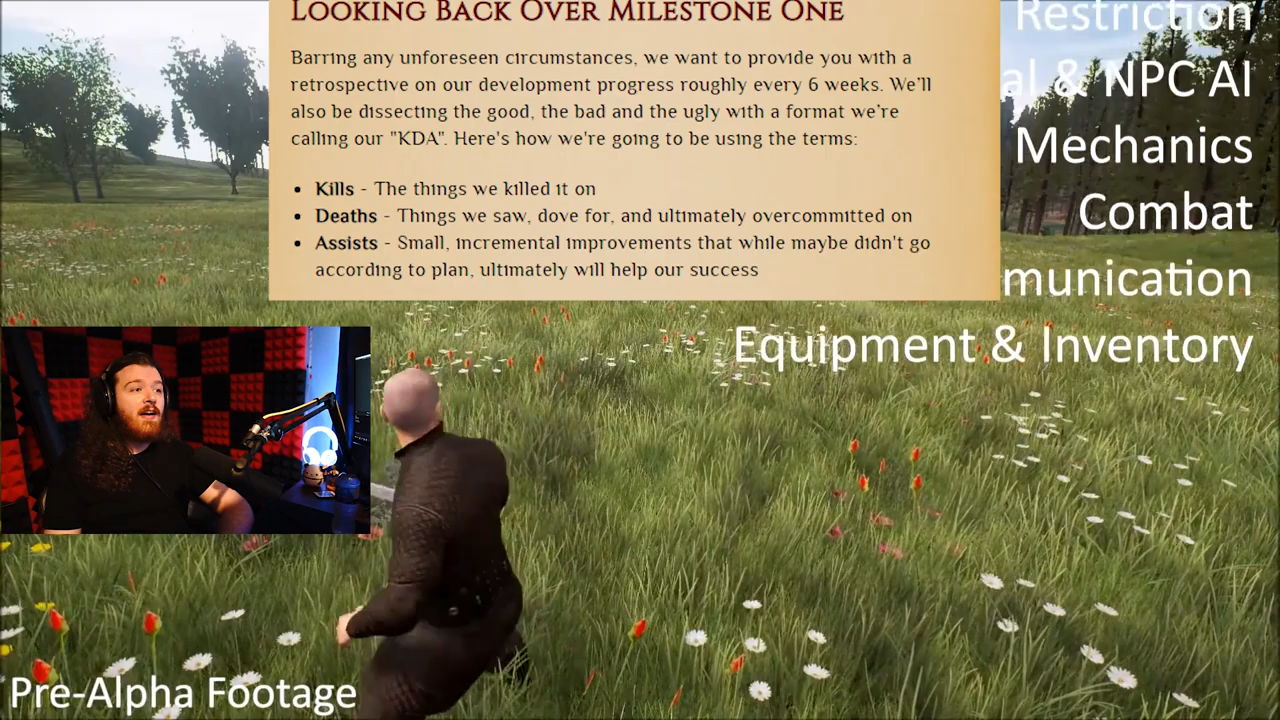 Looking Back Over Milestone One
Barring any unforeseen circumstances, we want to provide you with a
retrospective on our development progress roughly every 6 weeks. We'll
also be dissecting the good, the bad and the ugly with a format we're
calling our "KDA". Here's how we're going to be using the terms:
• Kills - The things we killed it on
• Deaths - Things we saw, dove for, and ultimately overcommitted on
• Assists - Small, incremental improvements that while maybe didn't go
according to plan, ultimately will help our success
Restriction
al & NPC AI
Mechanics
Combat
munication
Equipment & Inventory
Pre-Alpha Footage